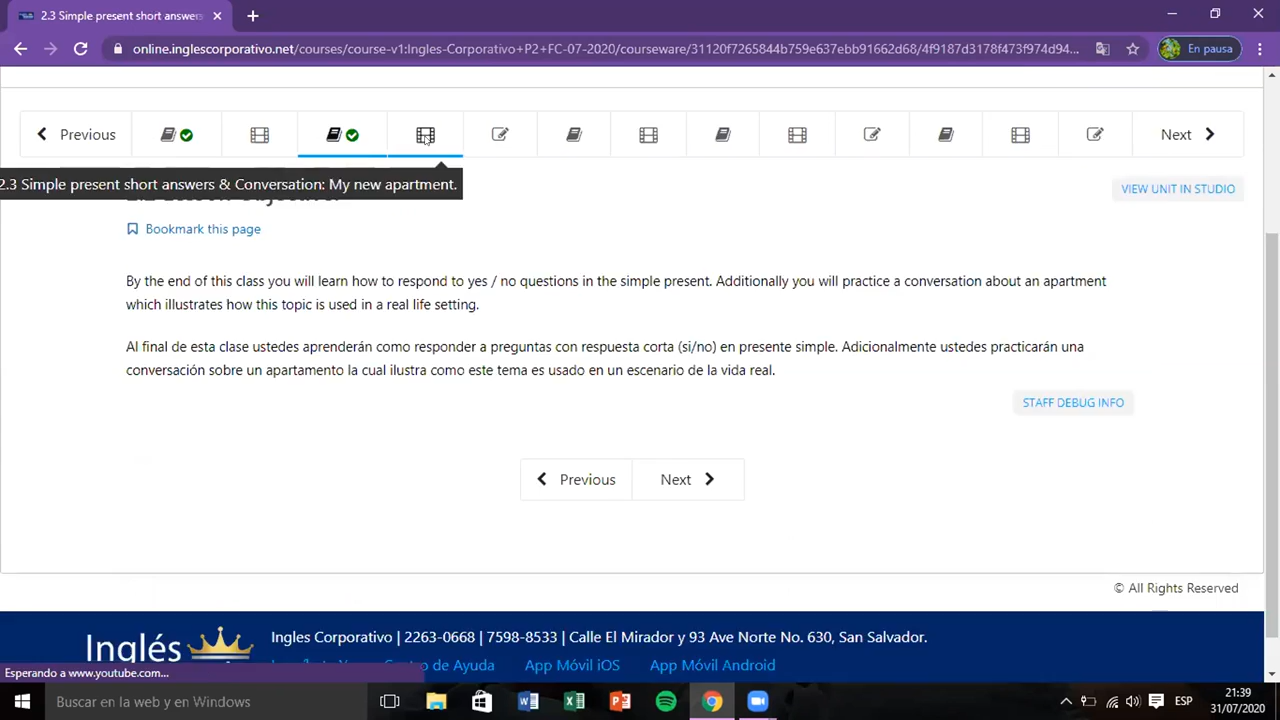 2.3 Simple present short answers
online.inglescorporativo.net/courses/course-v1:Ingles-Corporativo+P2+FC-07-2020/courseware/31120f7265844b759e637ebb91662d68/4f9187d3178f473f974d94...
En pausa
Previous
Next
2.3 Simple present short answers & Conversation: My new apartment.
VIEW UNIT IN STUDIO
Bookmark this page
By the end of this class you will learn how to respond to yes / no questions in the simple present. Additionally you will practice a conversation about an apartment
which illustrates how this topic is used in a real life setting.
Al final de esta clase ustedes aprenderán como responder a preguntas con respuesta corta (si/no) en presente simple. Adicionalmente ustedes practicarán una
conversación sobre un apartamento la cual ilustra como este tema es usado en un escenario de la vida real.
STAFF DEBUG INFO
Previous
Next
© All Rights Reserved
Inglés
Ingles Corporativo | 2263-0668 | 7598-8533 | Calle El Mirador y 93 Ave Norte No. 630, San Salvador.
de Ayuda
App Móvil iOS
App Móvil Android
Esperando a www.youtube.com...
Buscar en la web y en Windows
ESP
21:39
31/07/2020